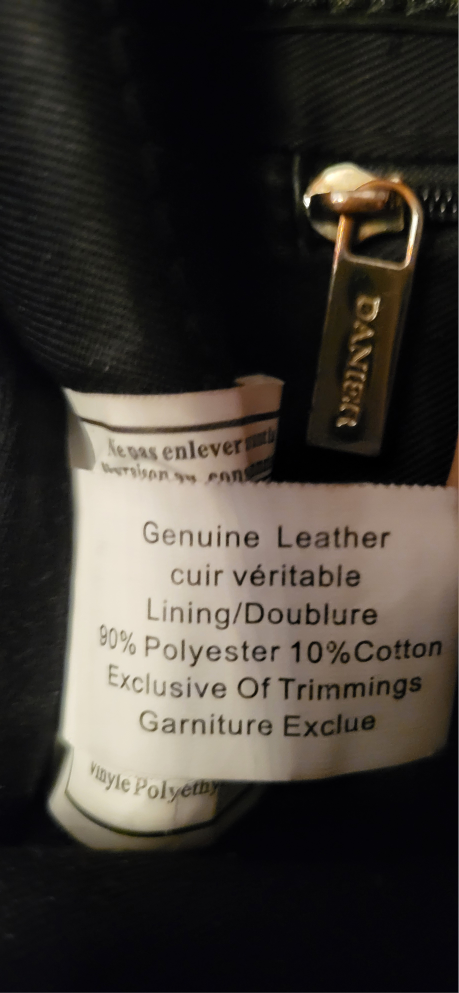 DANIER
Ne pas enlever
Genuine Leather
cuir véritable
Lining/Doublure
90% Polyester 10%Cotton
Exclusive Of Trimmings
Garniture Exclue
vinyle Polyethy